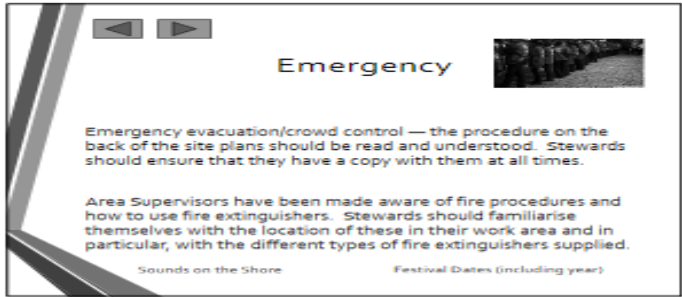 Emergency
Emergency evacuation/crowd control — the procedure on the
back of the site plans should be read and understood. Stewards
should ensure that they have a copy with them at all times.
Area Supervisors have been made aware of fire procedures and
how to use fire extinguishers. Stewards should familiarise
themselves with the location of these in their work area and in
particular, with the different types of fire extinguishers supplied.
Sounds on the Shore Festival Dates (including year)